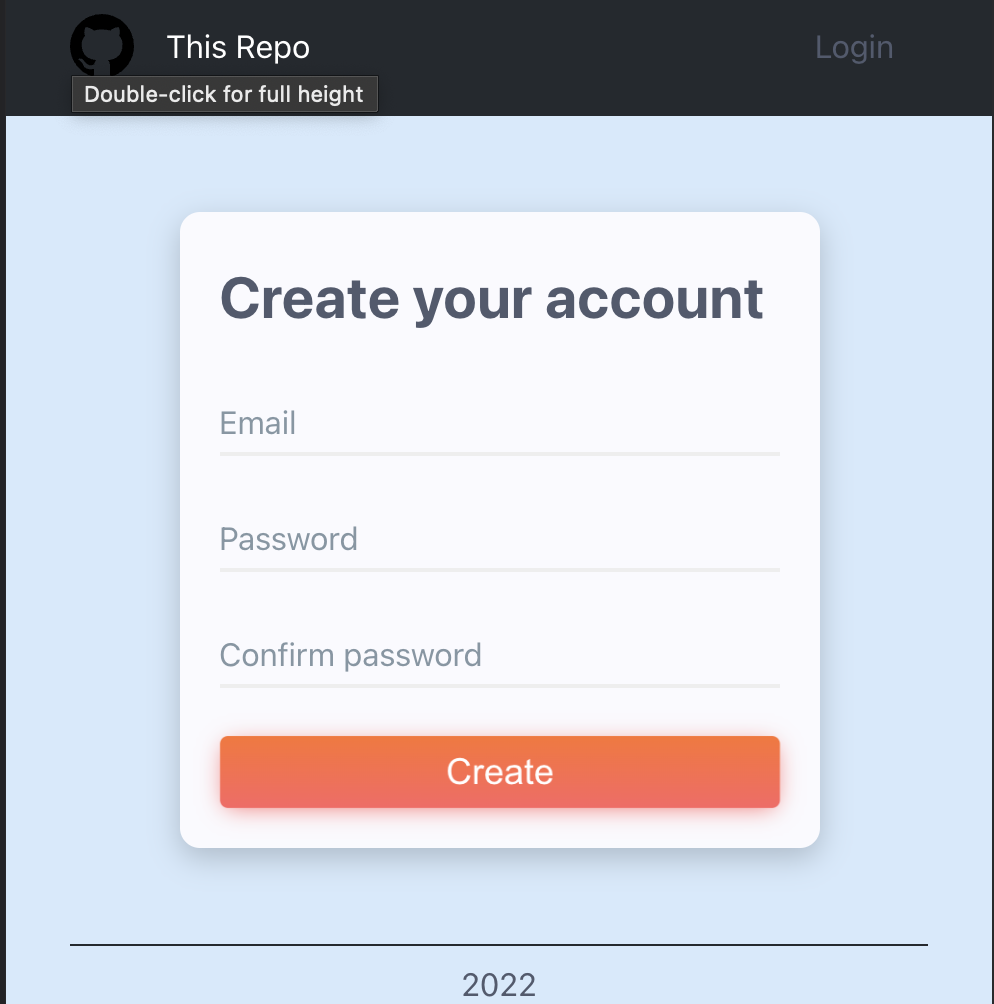 This Repo
Login
Double-click for full height
Create your account
Email
Password
Confirm password
Create
2022